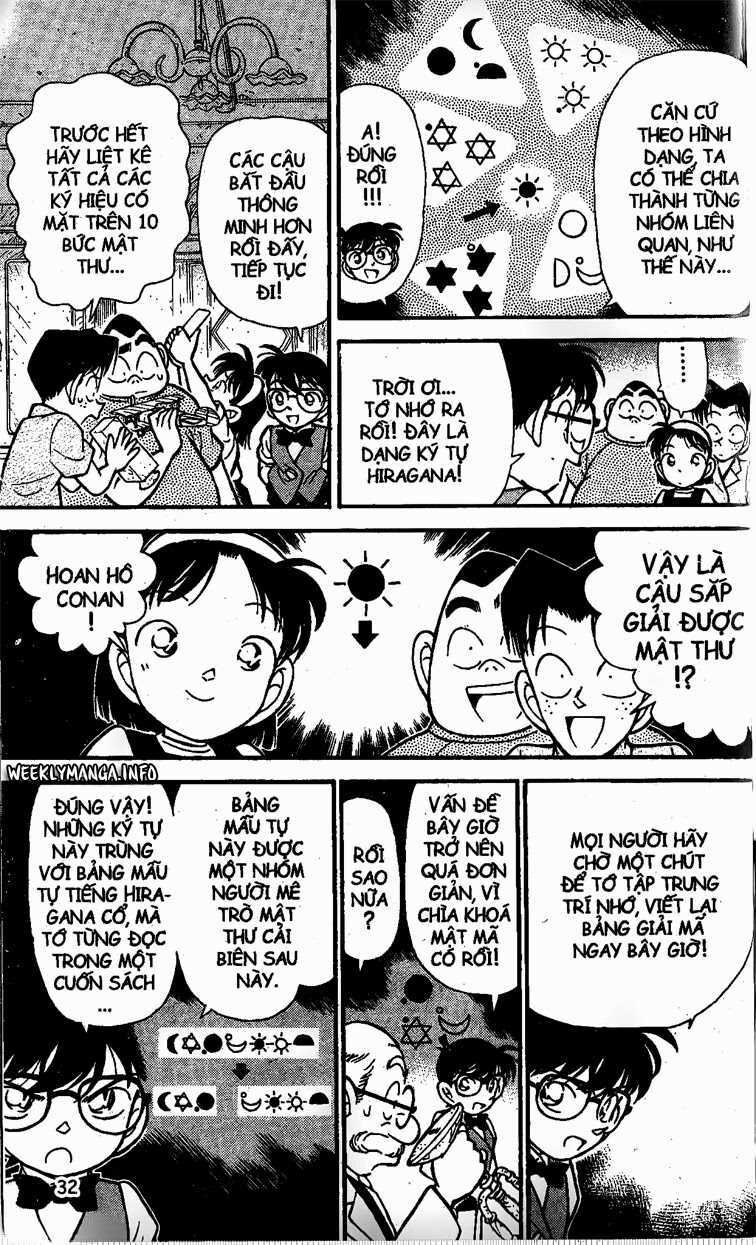 TRƯỚC HẾT
HÃY LIỆT KÊ
TẤT CẢ CÁC
KÝ HIỆU CÓ
MẶT TRÊN 10
BỨC MẬT
THƯ...
CÁC CẬU
BẮT ĐẦU
THÔNG
MINH HƠN
RỒI ĐẤY,
TIẾP TỤC
ĐI!
CĂN CỨ
THEO HÌNH
DẠNG, TA
CÓ THỂ CHIA
THÀNH TỪNG
NHÓM LIÊN
QUAN, NHƯ
THẾ NÀY...
A!
ĐÚNG
RỒI
!!!
TRỜI ƠI...
TỚ NHỚ RA
RỒI! ĐÂY LÀ
DẠNG KÝ TỰ
HIRAGANA!
......
HOAN HÔ
CONAN
!
VẬY LÀ
CẬU SẮP
GIẢI ĐƯỢC
MẬT THƯ
!?
WEEKLYMANGA.INFO
ĐÚNG VẬY!
NHỮNG KÝ TỰ
NÀY TRÙNG
VỚI BẢNG MẪU
TỰ TIẾNG HIRA-
GANA CỔ, MÀ
TỚ TỪNG ĐỌC
TRONG MỘT
CUỐN SÁCH
...
BẢNG
MẪU TỰ
NÀY ĐƯỢC
MỘT NHÓM
NGƯỜI MÊ
TRÒ MẬT
THƯ CẢI
BIÊN SAU
NÀY.
RỒI
SAO
NỮA
?
VẤN ĐỀ
BÂY GIỜ
TRỞ NÊN
QUÁ ĐƠN
GIẢN, VÌ
CHÌA KHOÁ
MẬT MÃ
CÓ RỒI!
MỌI NGƯỜI HÃY
CHỜ MỘT CHÚT
ĐỂ TỚ TẬP TRUNG
TRÍ NHỚ, VIẾT LẠI
BẢNG GIẢI MÃ
NGAY BÂY GIỜ!
32